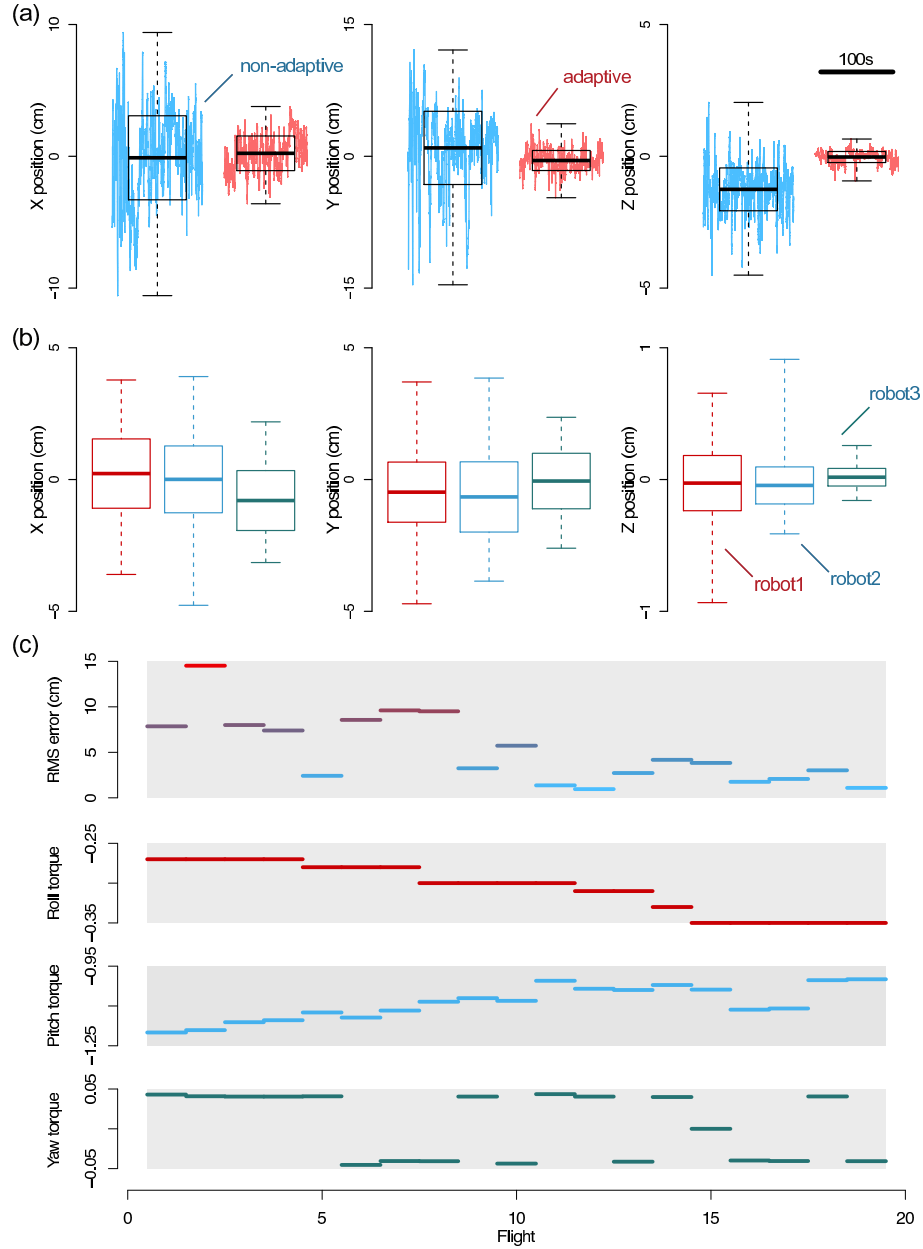 (a)
X position (cm)
10
0
−10
non-adaptive
Y position (cm)
15
0
−15
adaptive
Z position (cm)
5
0
−5
100s
(b)
X position (cm)
5
0
−5
Y position (cm)
5
0
−5
Z position (cm)
1
0
−1
robot3
robot1
robot2
(c)
RMS error (cm)
15
10
5
0
Roll torque
−0.25
−0.35
Pitch torque
−0.95
−1.25
Yaw torque
0.05
−0.05
0 5 10 15 20
Flight